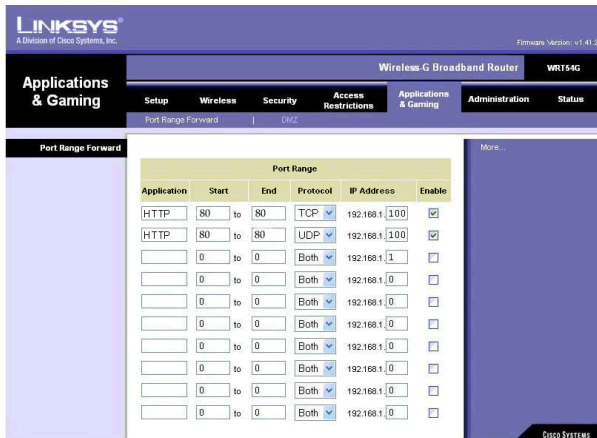 LINKSYS®
A Division of Cisco Systems, Inc.
Firmware Version: v1.41.2
Wireless-G Broadband Router WRT54G
Applications & Gaming
Setup Wireless Security Access Restrictions Applications & Gaming Administration Status
Port Range Forward | DMZ
Port Range Forward
More...
Port Range
Application Start End Protocol IP Address Enable
HTTP 80 to 80 TCP 192.168.1.100
HTTP 80 to 80 UDP 192.168.1.100
0 to 0 Both 192.168.1.1
0 to 0 Both 192.168.1.0
0 to 0 Both 192.168.1.0
0 to 0 Both 192.168.1.0
0 to 0 Both 192.168.1.0
0 to 0 Both 192.168.1.0
0 to 0 Both 192.168.1.0
0 to 0 Both 192.168.1.0
CISCO SYSTEMS